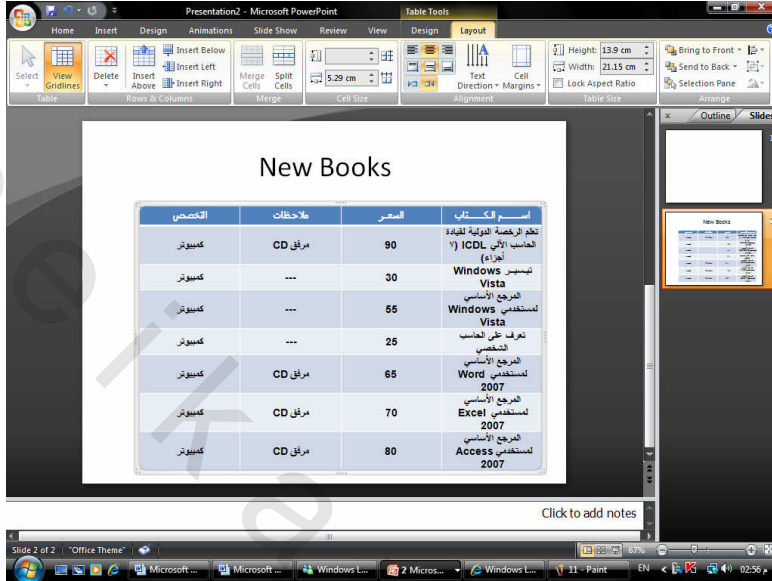 Presentation2 - Microsoft PowerPoint
Table Tools
Home Insert Design Animations Slide Show Review View Design Layout
Select
View Gridlines
Table
Delete
Insert Above
Insert Below
Insert Left
Insert Right
Rows & Columns
Merge Cells
Split Cells
Merge
5.29 cm
Cell Size
Text Direction
Cell Margins
Alignment
Height: 13.9 cm
Width: 21.15 cm
Lock Aspect Ratio
Table Size
Bring to Front
Send to Back
Selection Pane
Arrange
Outline Slides
New Books
اســـم الـكـــتـاب السعـر ملاحظات التخصص
تعلم الرخصة الدولية لقيادة
الحاسب الآلي ICDL (٧
أجزاء)
90 مرفق CD كمبيوتر
تيسيـر Windows
Vista
30 --- كمبيوتر
المرجع الأساسي
لمستخدمي Windows
Vista
55 --- كمبيوتر
تعرف على الحاسب
الشخصي
25 --- كمبيوتر
المرجع الأساسي
لمستخدمي Word
2007
65 مرفق CD كمبيوتر
المرجع الأساسي
لمستخدمي Excel
2007
70 مرفق CD كمبيوتر
المرجع الأساسي
لمستخدمي Access
2007
80 مرفق CD كمبيوتر
New Books
Click to add notes
Slide 2 of 2 "Office Theme" 67%
Microsoft ... Microsoft ... Windows L... 2 Micros... Windows L... 11 - Paint EN 02:56 م